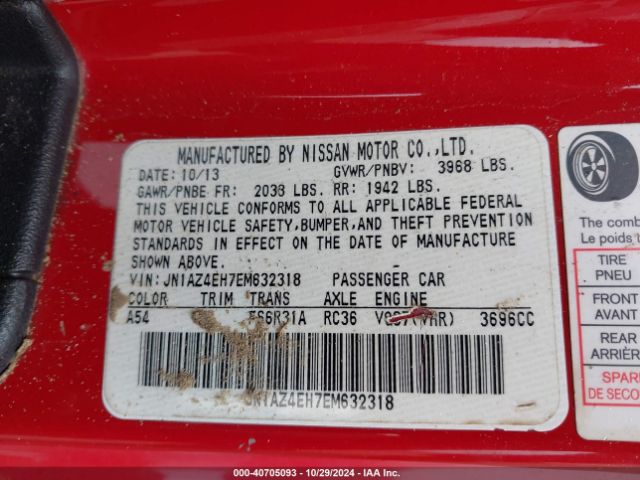 MANUFACTURED BY NISSAN MOTOR CO.,LTD.
DATE: 10/13 GVWR/PNBV: 3968 LBS.
GAWR/PNBE FR: 2033 LBS. RR: 1942 LBS.
THIS VEHICLE CONFORMS TO ALL APPLICABLE FEDERAL
MOTOR VEHICLE SAFETY,BUMPER,AND THEFT PREVENTION
STANDARDS IN EFFECT ON THE DATE OF MANUFACTURE
SHOWN ABOVE.
VIN: JN1AZ4EH7EM632318 PASSENGER CAR
COLOR TRIM TRANS AXLE ENGINE
A54 FS6R31A RC36 3696CC
JN1AZ4EH7EM632318
The comb
Le poids
TIRE
PNEU
FRONT
AVANT
REAR
ARRIÈR
SPARE
DE SECO
000-40705093 - 10/29/2024 - IAA Inc.